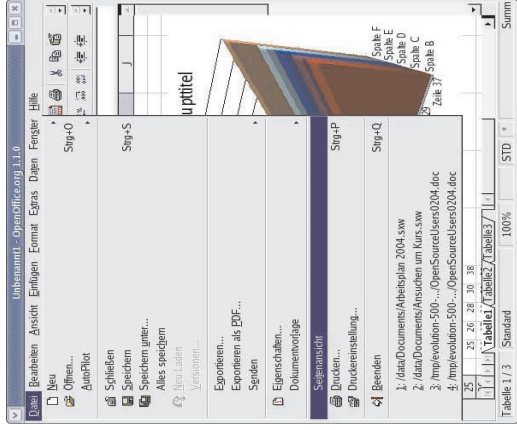 Unbenannt1 - OpenOffice.org 1.1.0
Datei Bearbeiten Ansicht Einfügen Format Extras Daten Fenster Hilfe
Neu
Öffnen... Strg+O
AutoPilot
Schließen
Speichern Strg+S
Speichern unter...
Alles speichern
Neu Laden
Versionen...
Exportieren...
Exportieren als PDF...
Senden
Eigenschaften...
Dokumentvorlage
Seitenansicht
Drucken... Strg+P
Druckereinstellung...
Beenden Strg+Q
1: /data/Documents/Arbeitsplan 2004.sxw
2: /data/Documents/Ansuchen um Kurs.sxw
3: /tmp/evolution-500-.../OpenSourceUsers0204.doc
4: /tmp/evolution-500-.../OpenSourceUsers0204.doc
J
upttitel
Spalte F
Spalte E
Spalte D
Spalte C
Spalte B
Zeile 37
29
25 25 26 28 30 38
Tabelle1 Tabelle2 Tabelle3
Tabelle 1 / 3 Standard 100% STD * Summ